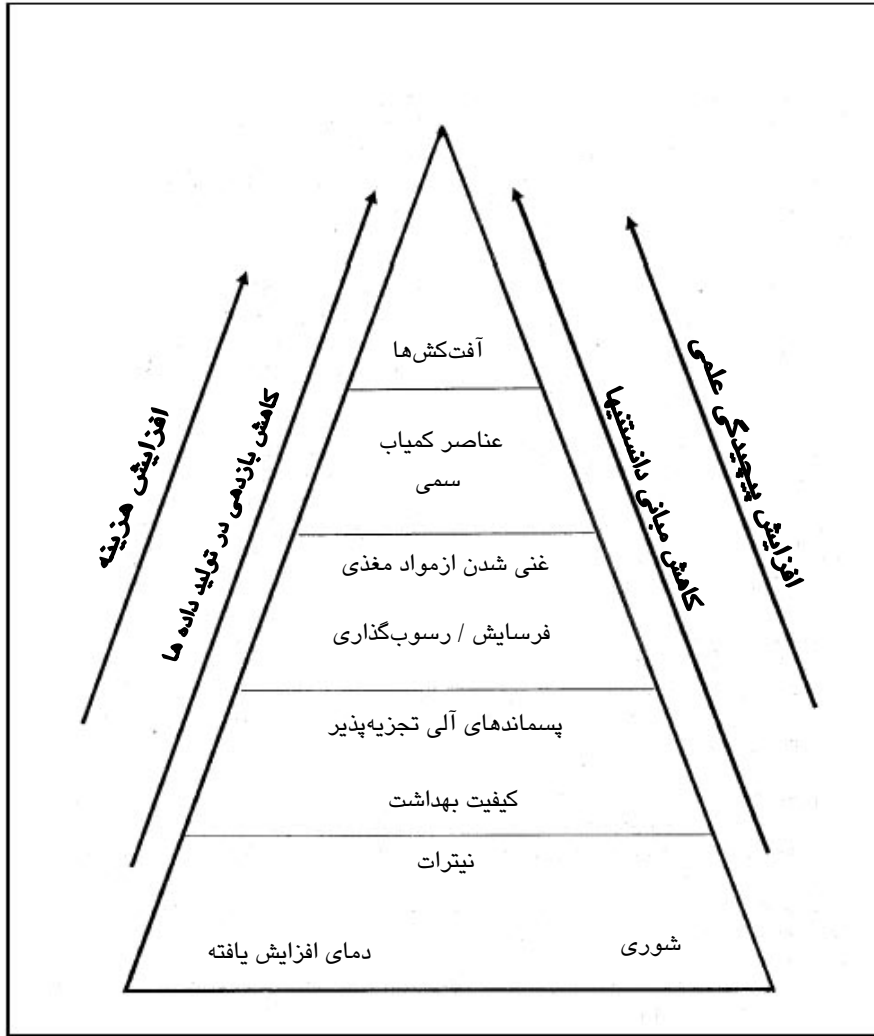 آفت‌کش‌ها
عناصر کمیاب
سمی
غنی شدن ازمواد مغذی
فرسایش / رسوب‌گذاری
پسماندهای آلی تجزیه‌پذیر
کیفیت بهداشت
نیترات
شوری
دمای افزایش یافته
افزایش پیچیدگی علمی
کاهش مبانی دانستنیها
کاهش بازدهی در تولید داده ها
افزایش هزینه